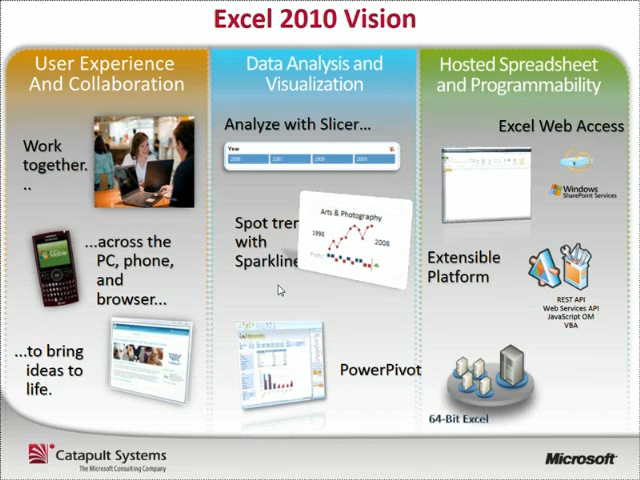 Excel 2010 Vision
User Experience
And Collaboration
Work
together.
..
...across the
PC, phone,
and
browser...
...to bring
ideas to
life.
Data Analysis and
Visualization
Analyze with Slicer...
Year
2006 2007 2008 2009
Spot tren
with
Sparkline
Arts & Photography
1998
2008
Profit
PowerPivot
Hosted Spreadsheet
and Programmability
Excel Web Access
Windows
SharePoint Services
Extensible
Platform
REST API
Web Services API
JavaScript OM
VBA
64-Bit Excel
Catapult Systems
The Microsoft Consulting Company
Microsoft